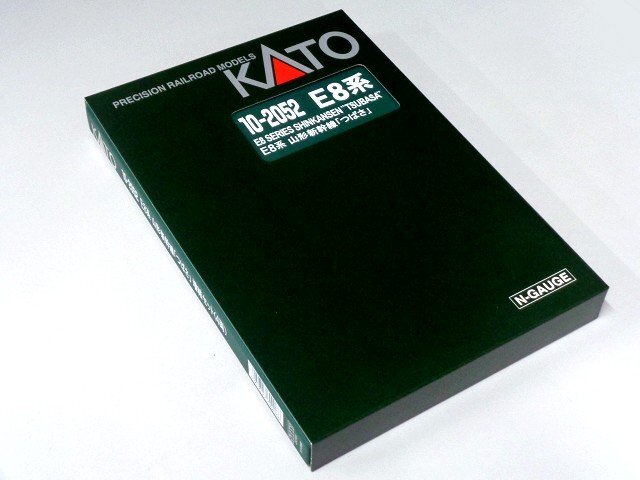 PRECISION RAILROAD MODELS
KATO
10-2052 E8系
E8 SERIES SHINKANSEN "TSUBASA"
E8系 山形新幹線「つばさ」
N-GAUGE
KATO